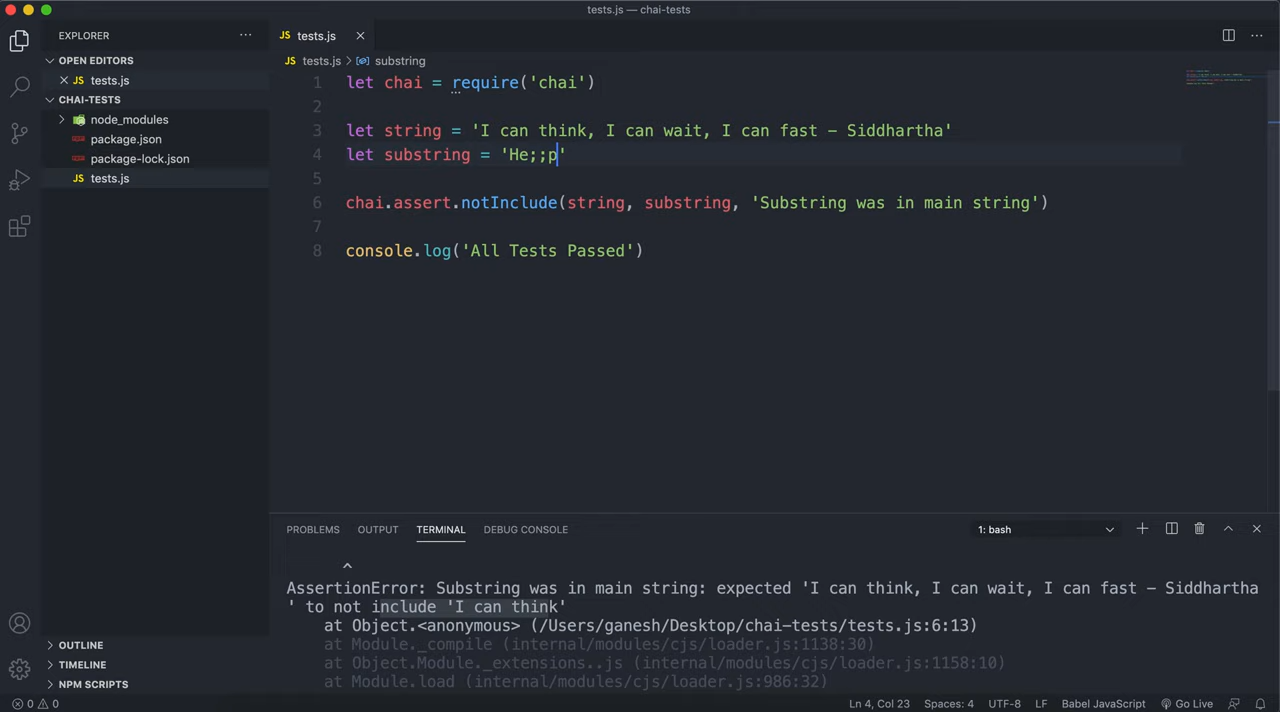 tests.js — chai-tests
EXPLORER
···
JS tests.js
···
OPEN EDITORS
JS tests.js
CHAI-TESTS
node_modules
package.json
package-lock.json
JS tests.js
OUTLINE
TIMELINE
NPM SCRIPTS
JS tests.js > substring
1 let chai = require('chai')
2
3 let string = 'I can think, I can wait, I can fast - Siddhartha'
4 let substring = 'He;;p'
5
6 chai.assert.notInclude(string, substring, 'Substring was in main string')
7
8 console.log('All Tests Passed')
PROBLEMS OUTPUT TERMINAL DEBUG CONSOLE 1: bash
^
AssertionError: Substring was in main string: expected 'I can think, I can wait, I can fast - Siddhartha
' to not include 'I can think'
at Object.<anonymous> (/Users/ganesh/Desktop/chai-tests/tests.js:6:13)
at Module._compile (internal/modules/cjs/loader.js:1138:30)
at Object.Module._extensions..js (internal/modules/cjs/loader.js:1158:10)
at Module.load (internal/modules/cjs/loader.js:986:32)
0 0 Ln 4, Col 23 Spaces: 4 UTF-8 LF Babel JavaScript Go Live